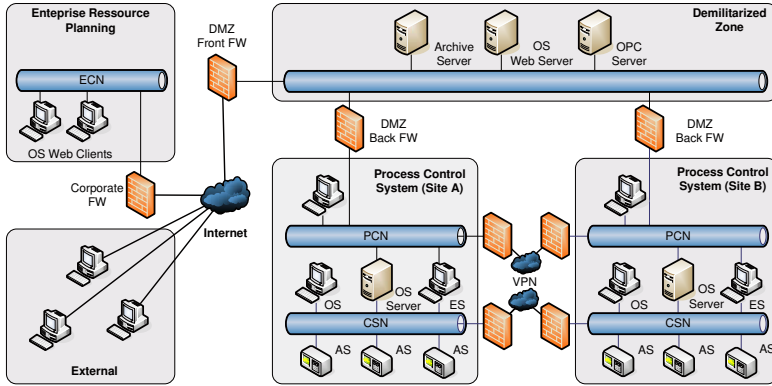 Enteprise Ressource
Planning
ECN
OS Web Clients
Corporate
FW
DMZ
Front FW
Internet
External
Demilitarized
Zone
Archive
Server
OS
Web Server
OPC
Server
DMZ
Back FW
DMZ
Back FW
Process Control
System (Site A)
PCN
OS
OS
Server
ES
CSN
AS
AS
AS
VPN
Process Control
System (Site B)
PCN
OS
OS
Server
ES
CSN
AS
AS
AS